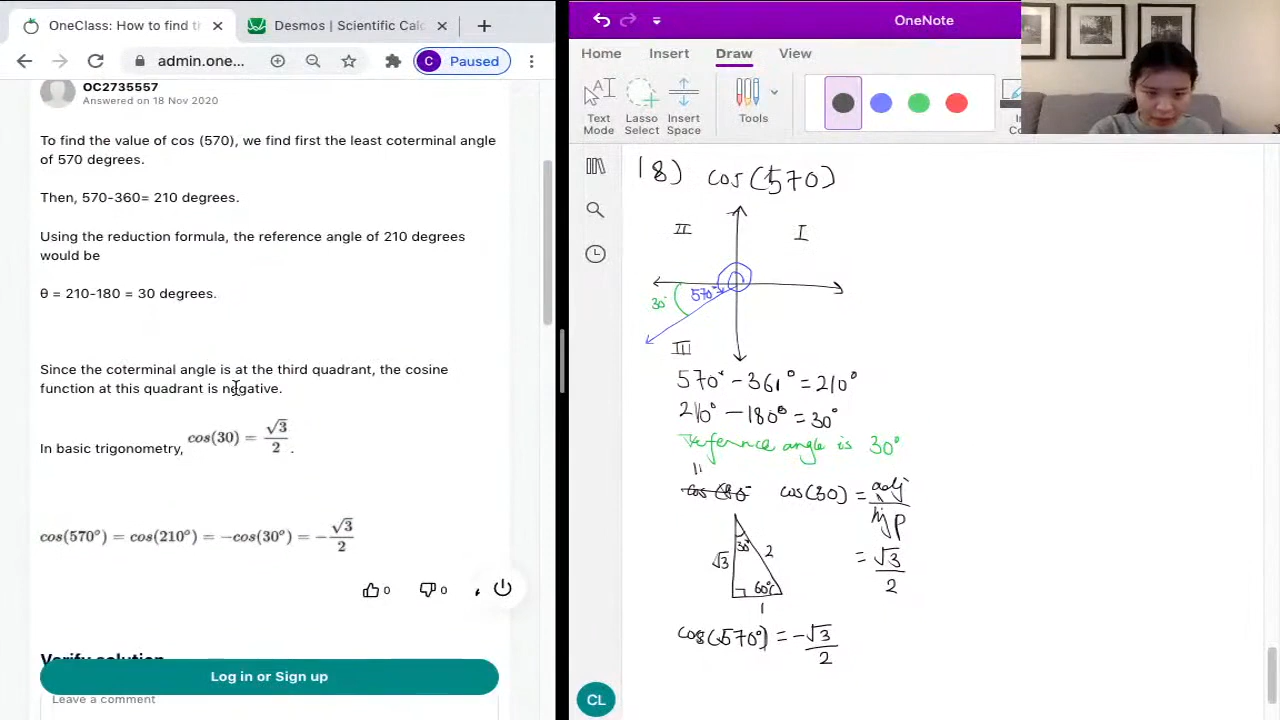 OneClass: How to find t
Desmos | Scientific Calc
admin.one...
C Paused
OC2735557
Answered on 18 Nov 2020
To find the value of cos (570), we find first the least coterminal angle
of 570 degrees.
Then, 570-360= 210 degrees.
Using the reduction formula, the reference angle of 210 degrees
would be
θ = 210-180 = 30 degrees.
Since the coterminal angle is at the third quadrant, the cosine
function at this quadrant is negative.
In basic trigonometry, cos(30) = √3/2 .
cos(570°) = cos(210°) = −cos(30°) = −√3/2
0 0
Verify solution
Log in or Sign up
Leave a comment
OneNote
Home Insert Draw View
Text Mode
Lasso Select
Insert Space
Tools
CL
18) cos(570)
II I
30° 570°
III
570° − 360° = 210°
210° − 180° = 30°
Reference angle is 30°
cos(30) = adj/hyp
√3 30° 2
60°
1
= √3/2
cos(570°) = −√3/2